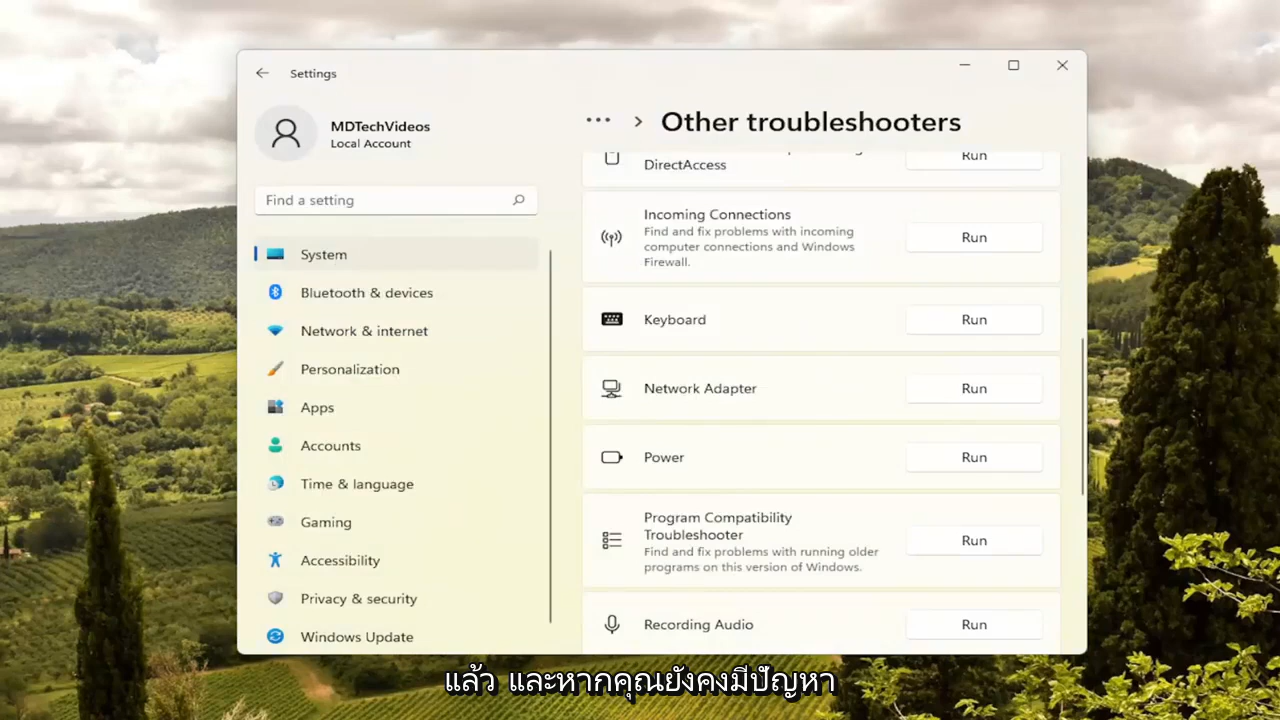 Settings
MDTechVideos
Local Account
Find a setting
System
Bluetooth & devices
Network & internet
Personalization
Apps
Accounts
Time & language
Gaming
Accessibility
Privacy & security
Windows Update
Other troubleshooters
DirectAccess
Run
Incoming Connections
Find and fix problems with incoming
computer connections and Windows
Firewall.
Run
Keyboard
Run
Network Adapter
Run
Power
Run
Program Compatibility
Troubleshooter
Find and fix problems with running older
programs on this version of Windows.
Run
Recording Audio
Run
แล้ว และหากคุณยังคงมีปัญหา